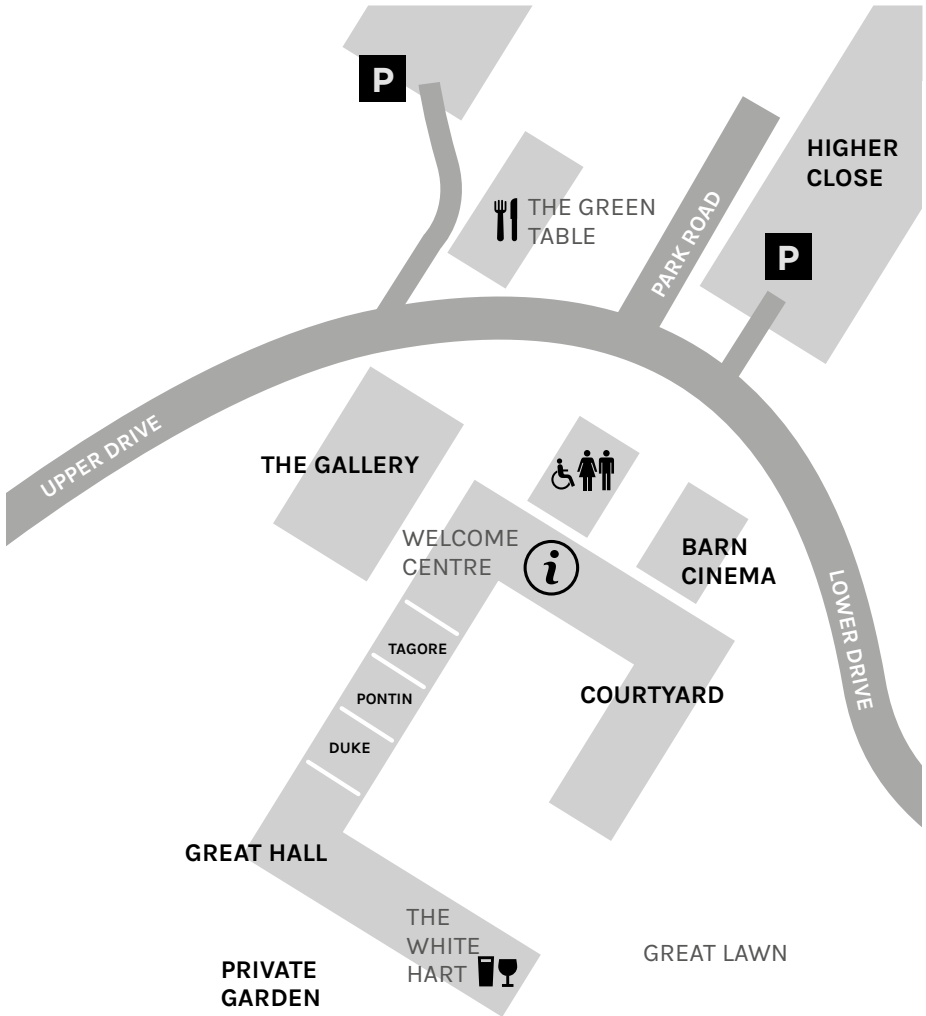 P
HIGHER
CLOSE
THE GREEN
TABLE
PARK ROAD
P
UPPER DRIVE
THE GALLERY
WELCOME
CENTRE
i
BARN
CINEMA
LOWER DRIVE
TAGORE
PONTIN
DUKE
COURTYARD
GREAT HALL
THE
WHITE
HART
GREAT LAWN
PRIVATE
GARDEN